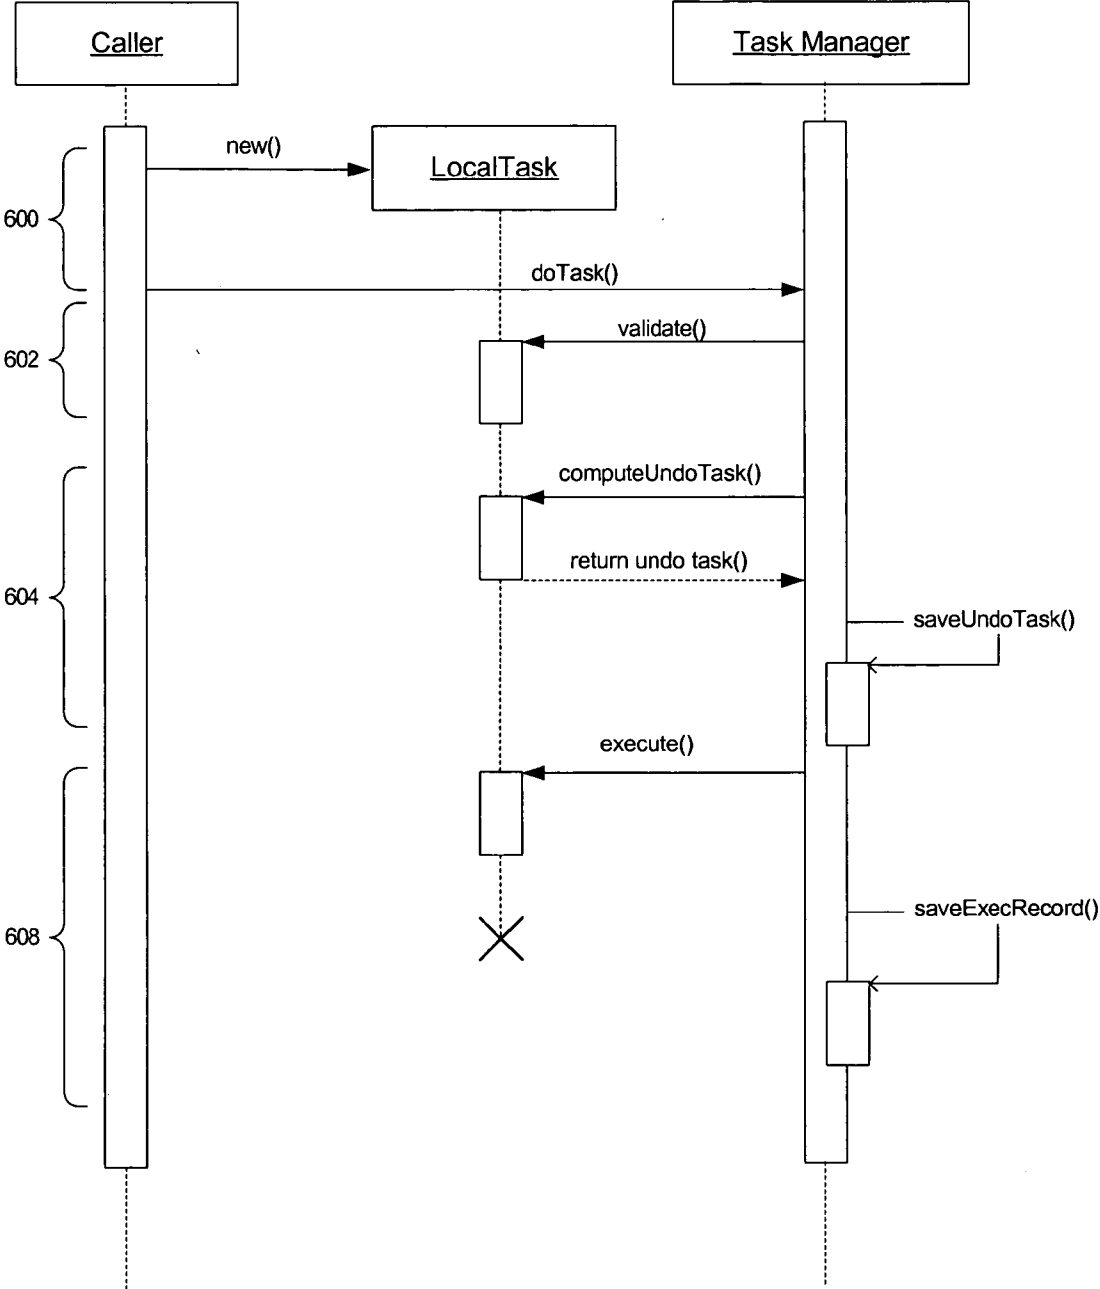 Caller
Task Manager
new()
LocalTask
600
doTask()
validate()
602
computeUndoTask()
return undo task()
604
saveUndoTask()
execute()
saveExecRecord()
608